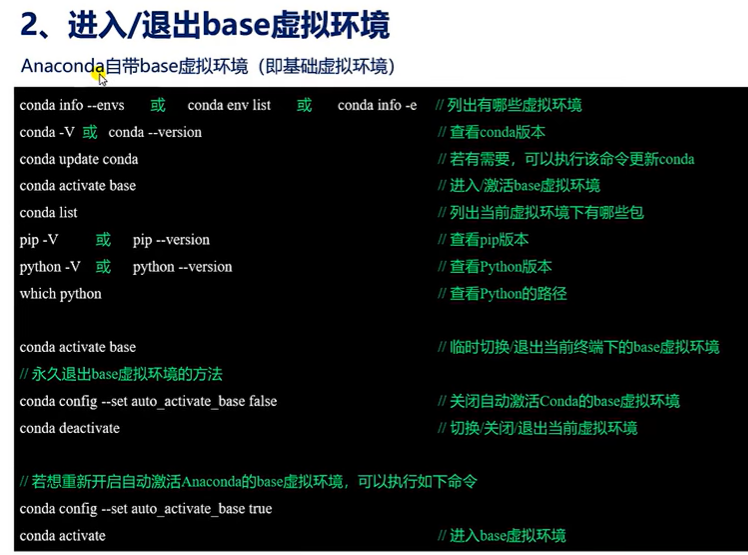 2、进入/退出base虚拟环境
Anaconda自带base虚拟环境（即基础虚拟环境）
conda info --envs 或 conda env list 或 conda info -e // 列出有哪些虚拟环境
conda -V 或 conda --version // 查看conda版本
conda update conda // 若有需要，可以执行该命令更新conda
conda activate base // 进入/激活base虚拟环境
conda list // 列出当前虚拟环境下有哪些包
pip -V 或 pip --version // 查看pip版本
python -V 或 python --version // 查看Python版本
which python // 查看Python的路径
conda activate base // 临时切换/退出当前终端下的base虚拟环境
// 永久退出base虚拟环境的方法
conda config --set auto_activate_base false // 关闭自动激活Conda的base虚拟环境
conda deactivate // 切换/关闭/退出当前虚拟环境
// 若想重新开启自动激活Anaconda的base虚拟环境，可以执行如下命令
conda config --set auto_activate_base true
conda activate // 进入base虚拟环境